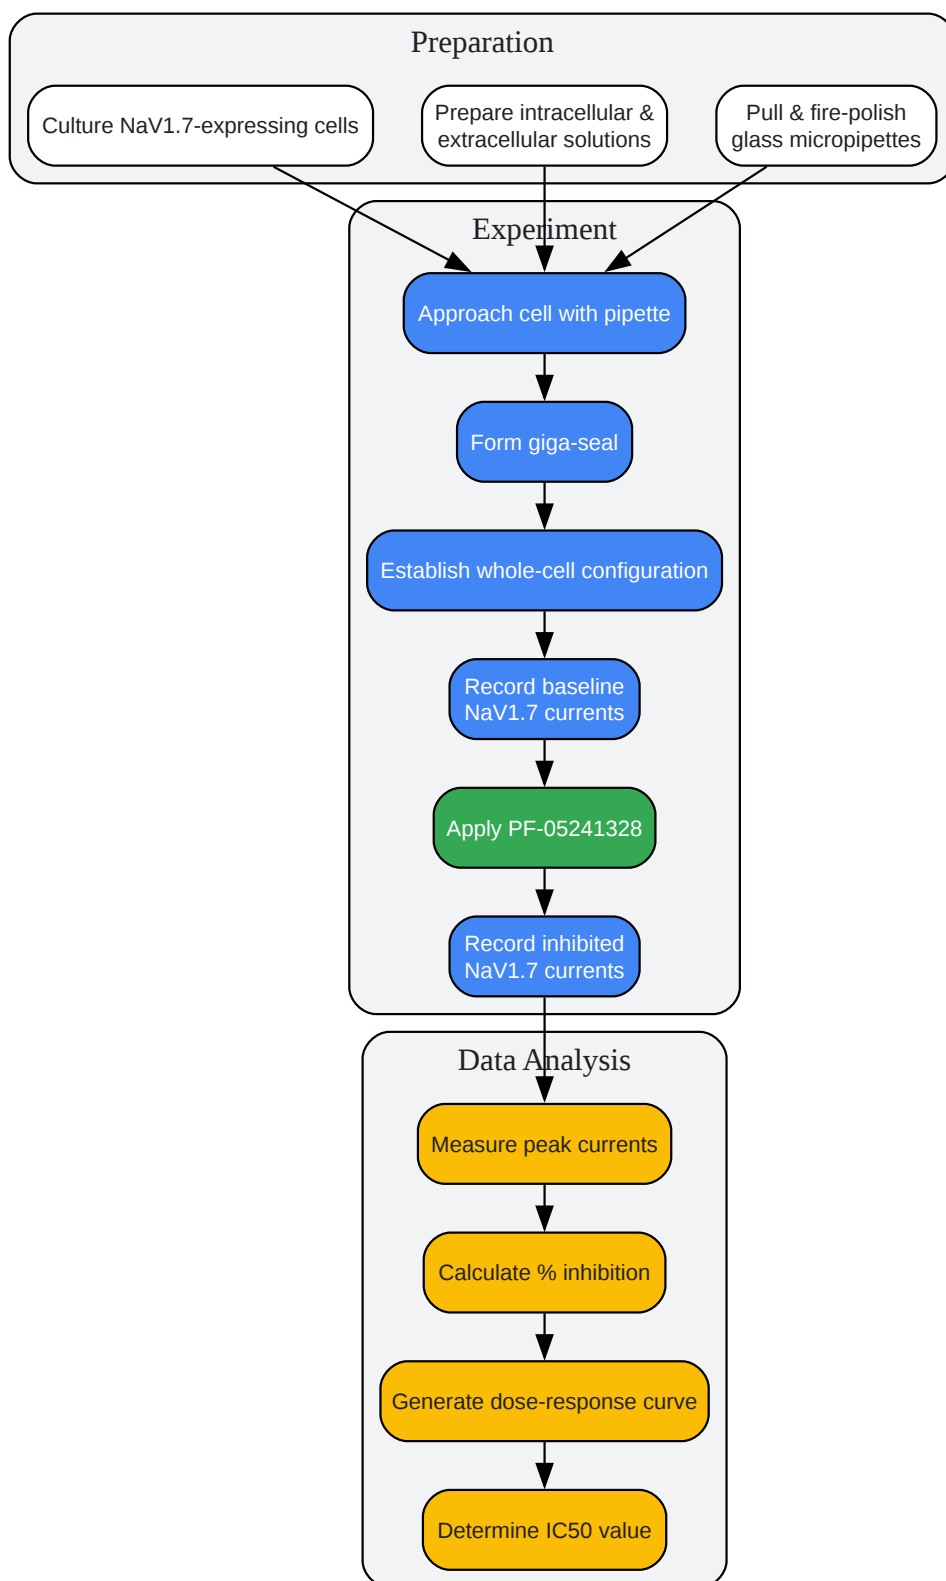 Preparation
Culture NaV1.7-expressing cells
Prepare intracellular &
extracellular solutions
Pull & fire-polish
glass micropipettes
Experiment
Approach cell with pipette
Form giga-seal
Establish whole-cell configuration
Record baseline
NaV1.7 currents
Apply PF-05241328
Record inhibited
NaV1.7 currents
Data Analysis
Measure peak currents
Calculate % inhibition
Generate dose-response curve
Determine IC50 value